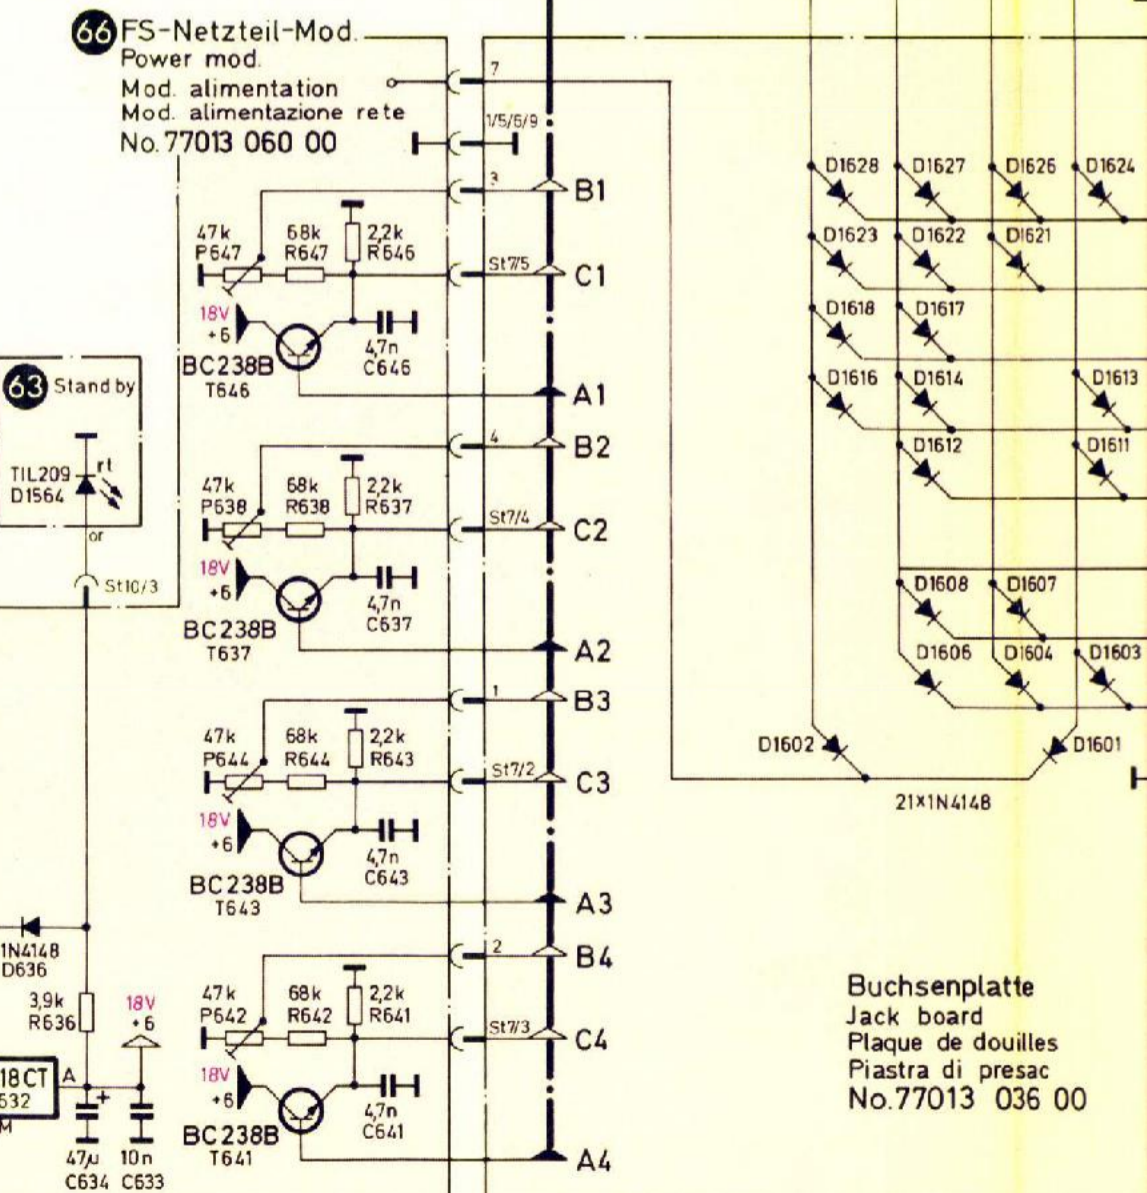 66 FS-Netzteil-Mod.
Power mod.
Mod. alimentation
Mod. alimentazione rete
No. 77013 060 00
7
1/5/6/9
3
B1
47k
P647
68k
R647
2,2k
R646
St7/5
C1
18V
+6
4,7n
C646
BC238B
T646
A1
63 Stand by
TIL209
D1564
rt
or
St10/3
4
B2
47k
P638
68k
R638
2,2k
R637
St7/4
C2
18V
+6
4,7n
C637
BC238B
T637
A2
1
B3
47k
P644
68k
R644
2,2k
R643
St7/2
C3
18V
+6
4,7n
C643
BC238B
T643
A3
2
B4
47k
P642
68k
R642
2,2k
R641
St7/3
C4
18V
+6
4,7n
C641
BC238B
T641
A4
1N4148
D636
3,9k
R636
18V
+6
18CT
A
632
M
+
47µ
C634
10n
C633
D1628
D1627
D1626
D1624
D1623
D1622
D1621
D1618
D1617
D1616
D1614
D1613
D1612
D1611
D1608
D1607
D1606
D1604
D1603
D1602
D1601
21×1N4148
Buchsenplatte
Jack board
Plaque de douilles
Piastra di presac
No.77013 036 00